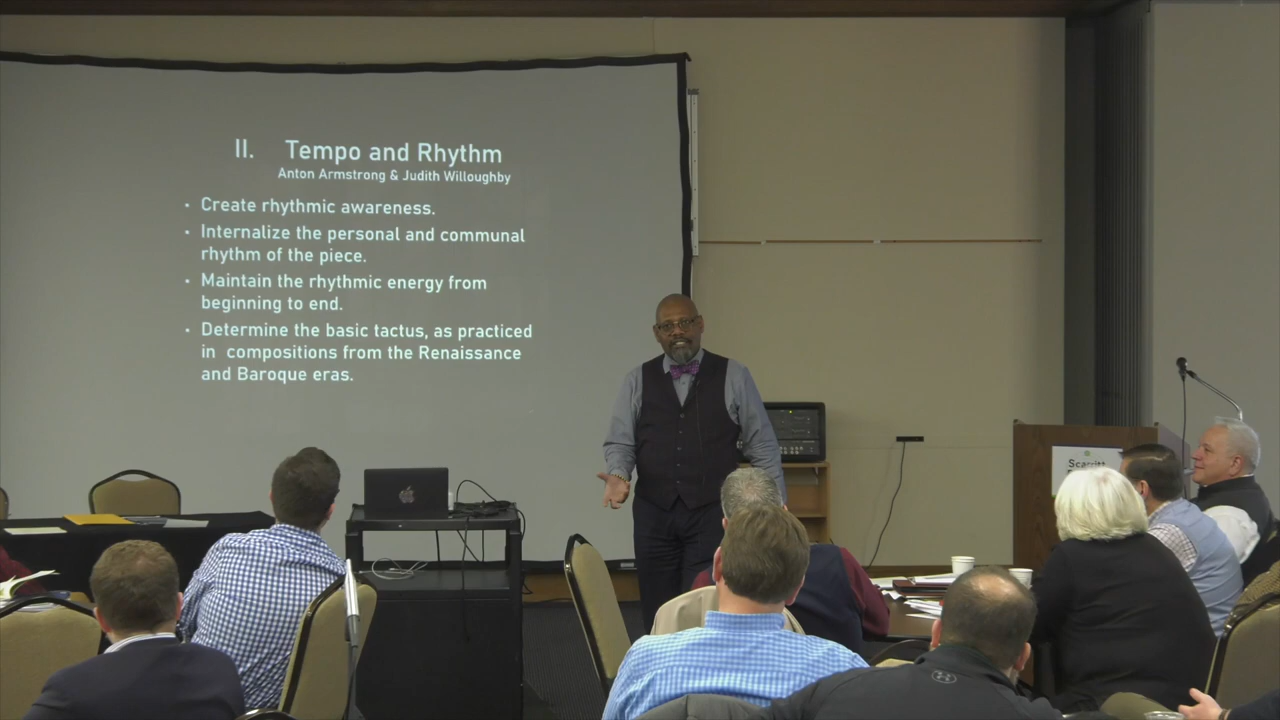 II. Tempo and Rhythm
Anton Armstrong & Judith Willoughby
• Create rhythmic awareness.
• Internalize the personal and communal
rhythm of the piece.
• Maintain the rhythmic energy from
beginning to end.
• Determine the basic tactus, as practiced
in compositions from the Renaissance
and Baroque eras.
Scarritt